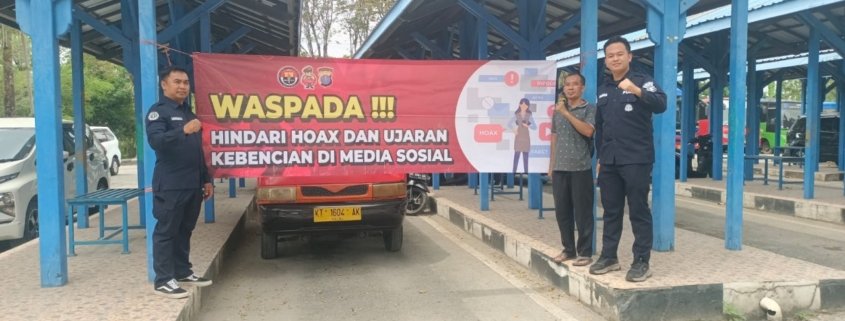 WASPADA !!!
HINDARI HOAX DAN UJARAN
KEBENCIAN DI MEDIA SOSIAL
HOAX
KT 1604 AK